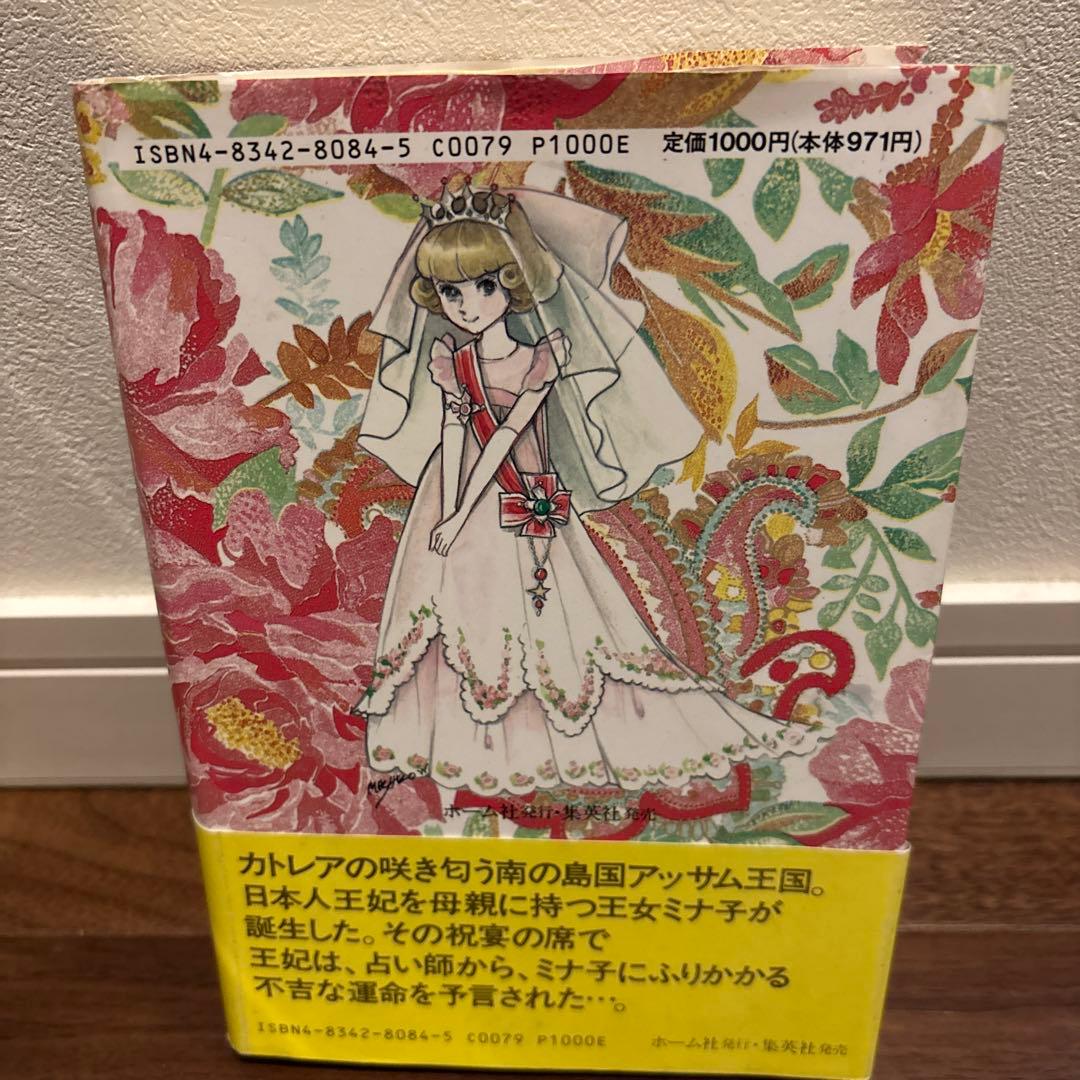 ISBN4-8342-8084-5 C0079 P1000E 定価1000円(本体971円)
MACHIKO
ホーム社発行・集英社発売
カトレアの咲き匂う南の島国アッサム王国。
日本人王妃を母親に持つ王女ミナ子が
誕生した。その祝宴の席で
王妃は、占い師から、ミナ子にふりかかる
不吉な運命を予言された…。
ISBN4-8342-8084-5 C0079 P1000E ホーム社発行・集英社発売